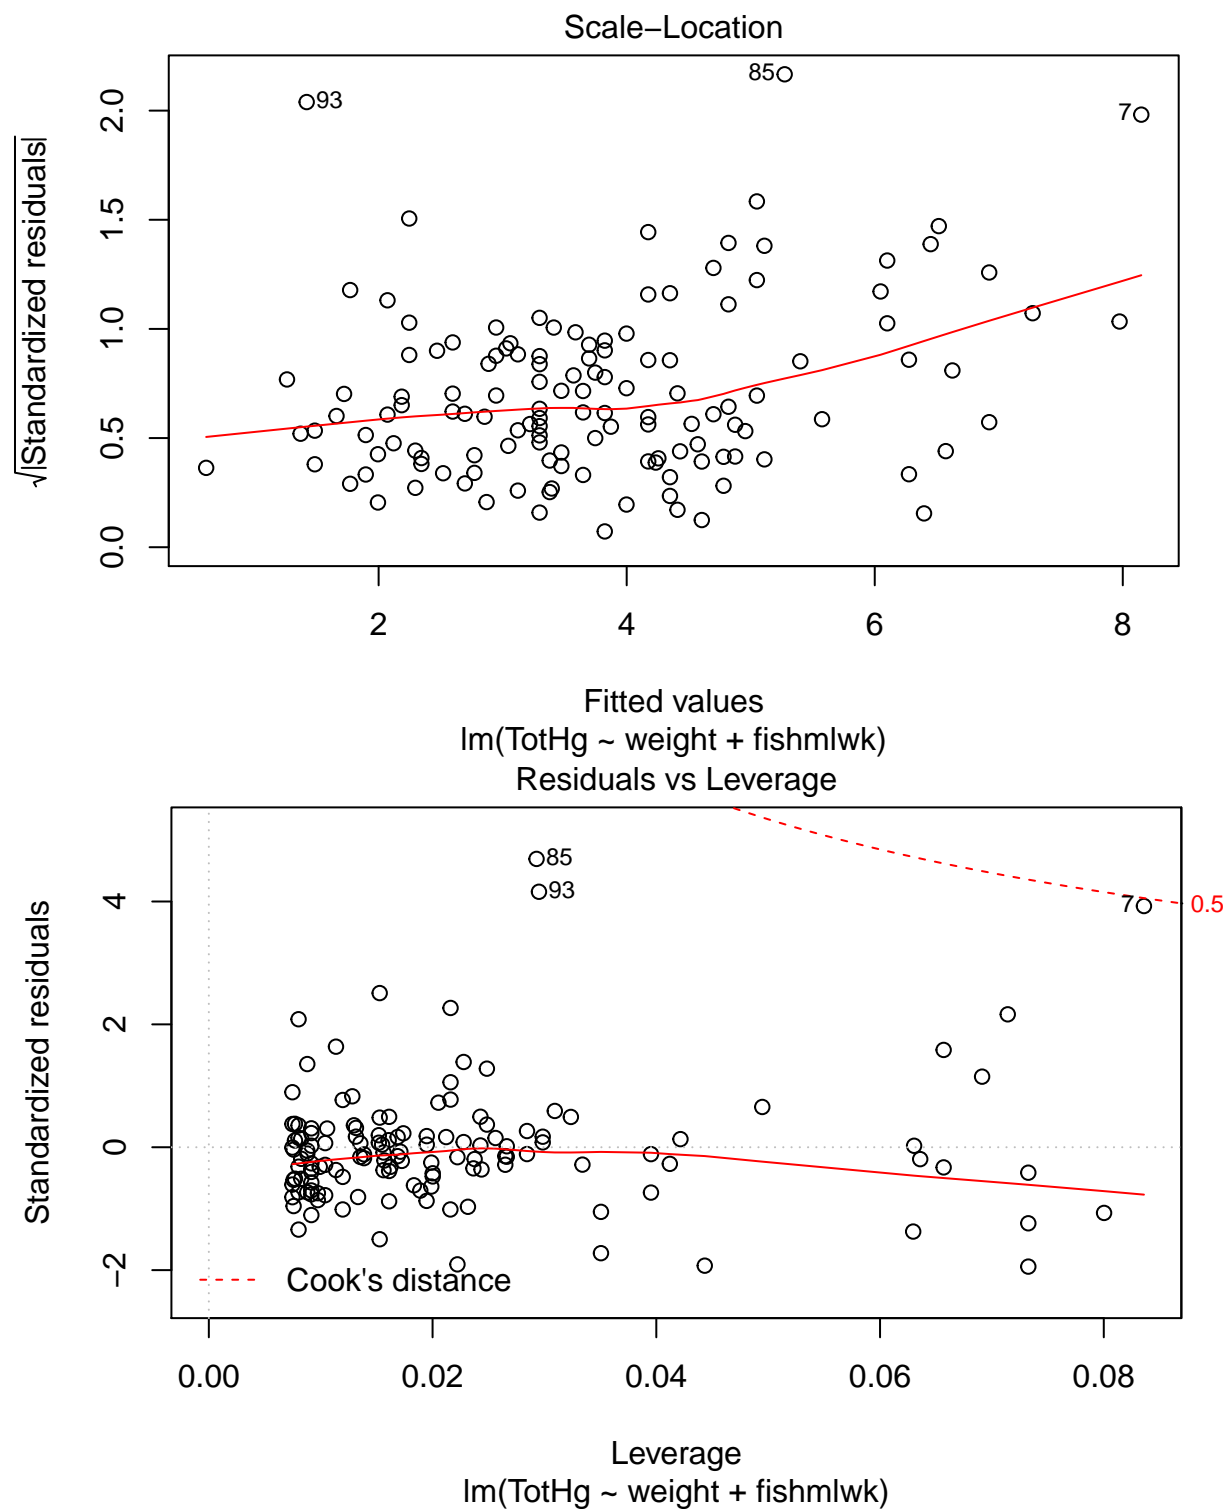 Scale−Location
√|Standardized residuals|
2.0
1.5
1.0
0.5
0.0
93
85
7
2 4 6 8
Fitted values
lm(TotHg ~ weight + fishmlwk)
Residuals vs Leverage
Standardized residuals
4
2
0
−2
85
93
7
0.5
Cook's distance
0.00 0.02 0.04 0.06 0.08
Leverage
lm(TotHg ~ weight + fishmlwk)